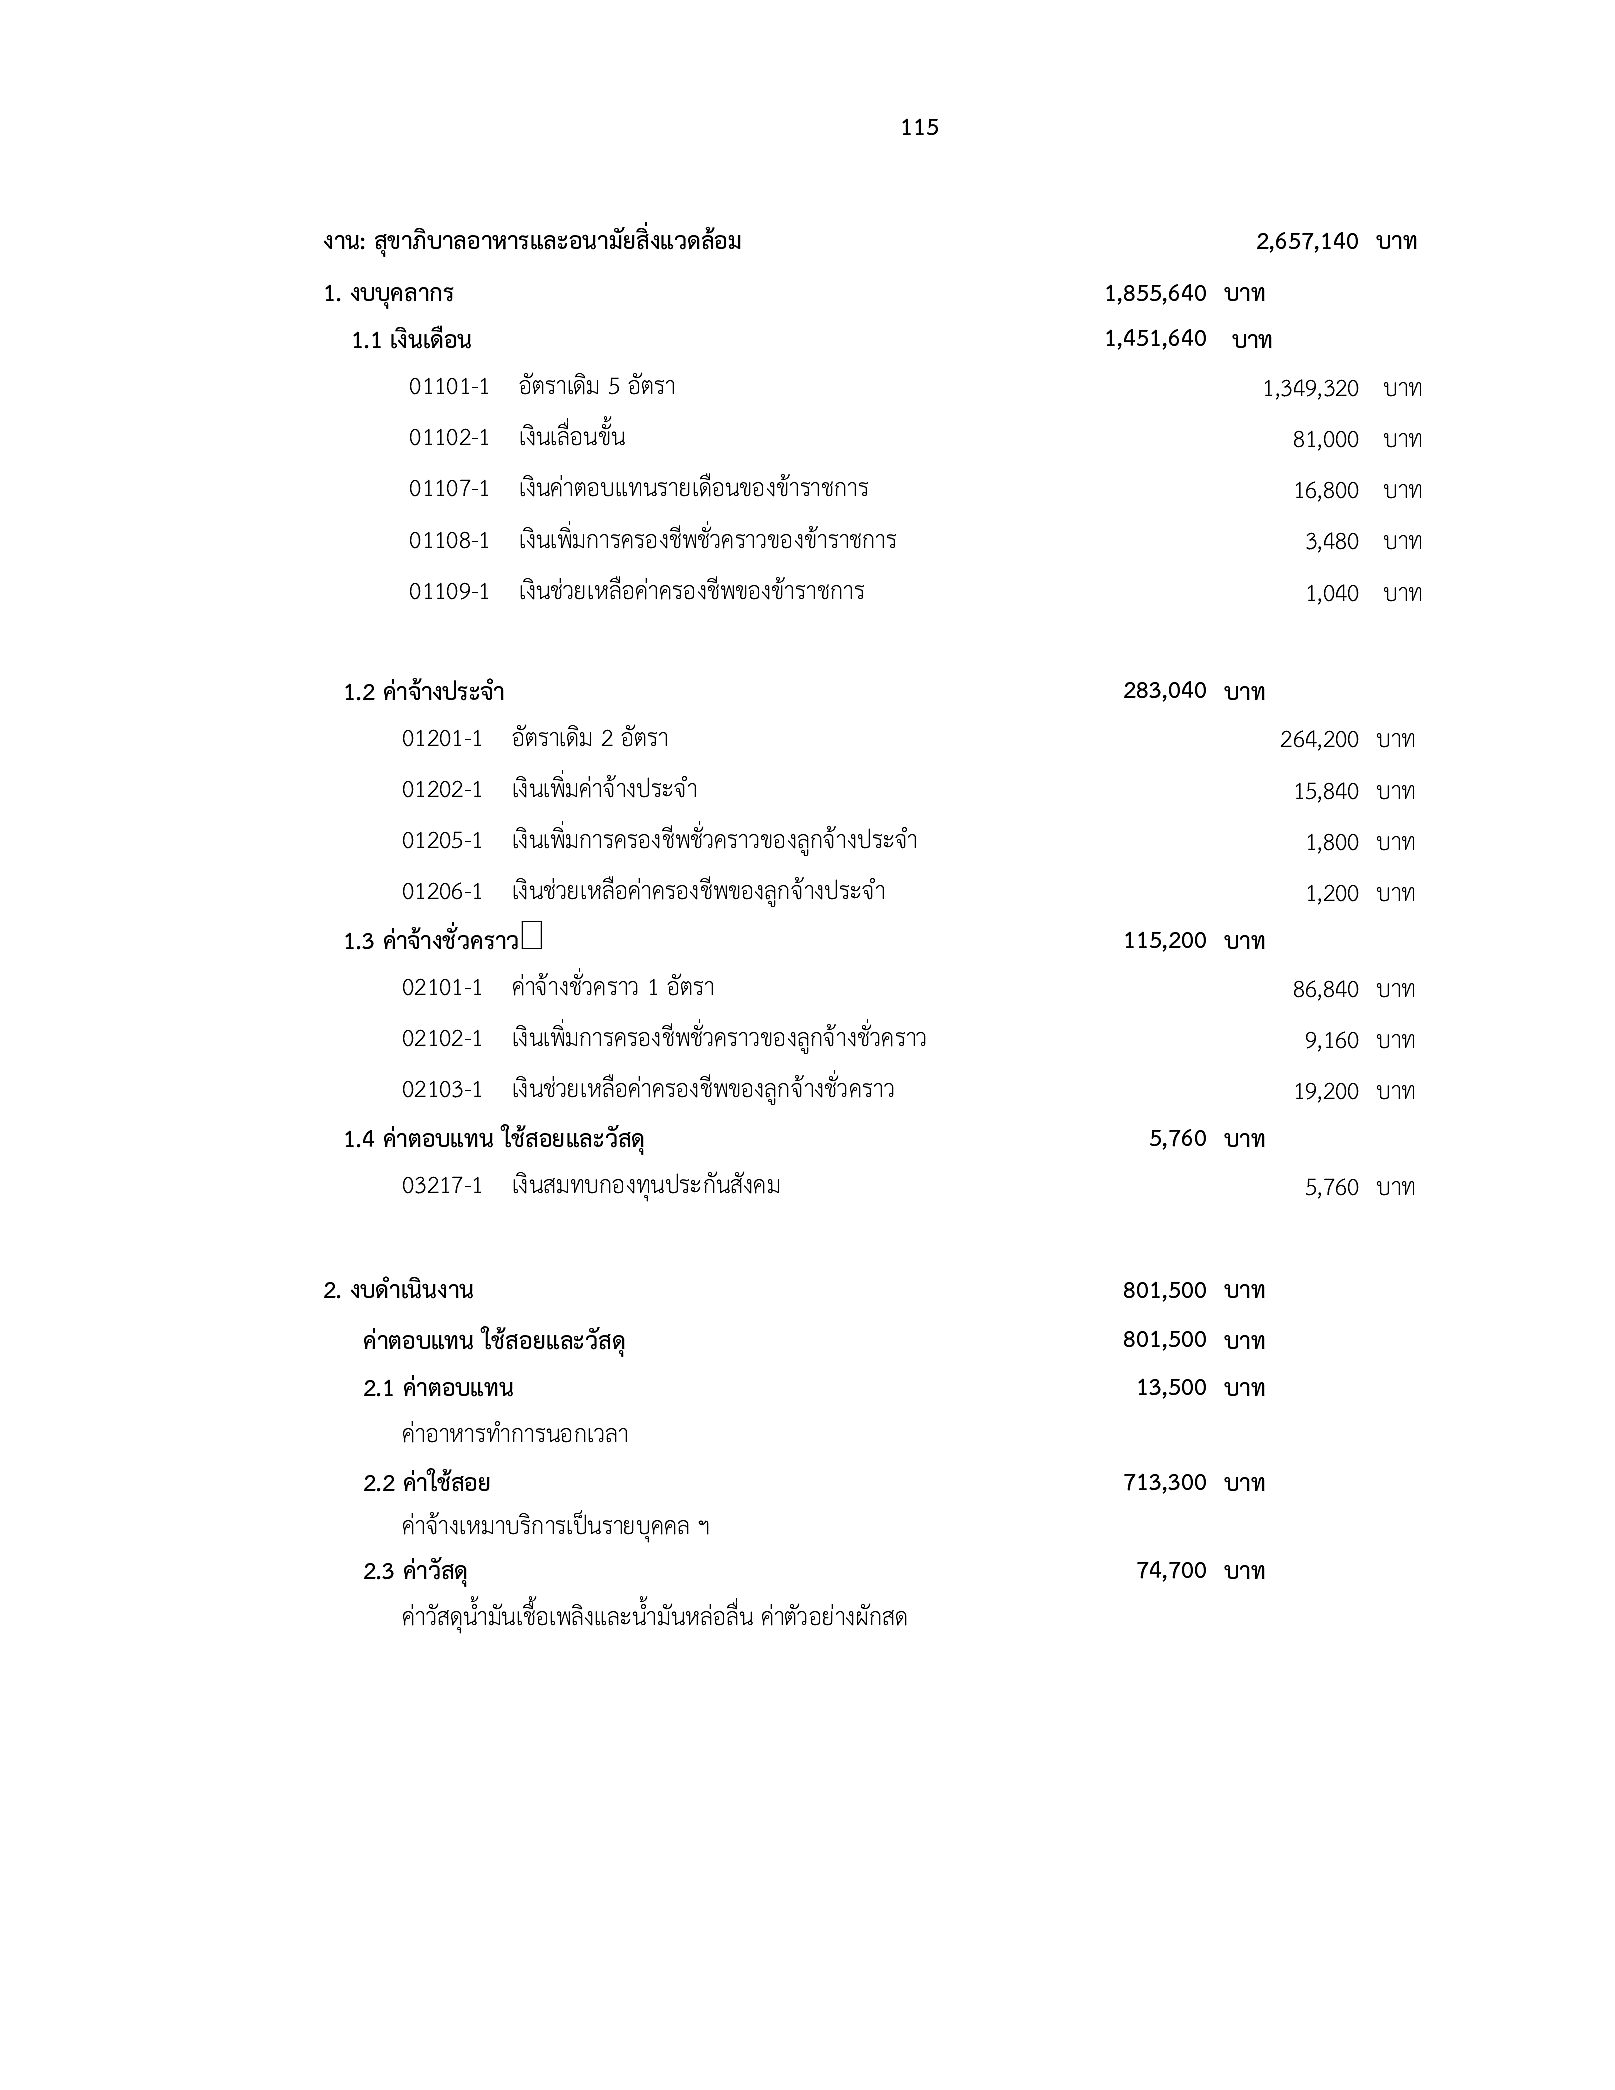 115
งาน: สุขาภิบาลอาหารและอนามัยสิ่งแวดล้อม 2,657,140 บาท
1. งบบุคลากร 1,855,640 บาท
1.1 เงินเดือน 1,451,640 บาท
01101-1 อัตราเดิม 5 อัตรา 1,349,320 บาท
01102-1 เงินเลื่อนขั้น 81,000 บาท
01107-1 เงินค่าตอบแทนรายเดือนของข้าราชการ 16,800 บาท
01108-1 เงินเพิ่มการครองชีพชั่วคราวของข้าราชการ 3,480 บาท
01109-1 เงินช่วยเหลือค่าครองชีพของข้าราชการ 1,040 บาท
1.2 ค่าจ้างประจำ 283,040 บาท
01201-1 อัตราเดิม 2 อัตรา 264,200 บาท
01202-1 เงินเพิ่มค่าจ้างประจำ 15,840 บาท
01205-1 เงินเพิ่มการครองชีพชั่วคราวของลูกจ้างประจำ 1,800 บาท
01206-1 เงินช่วยเหลือค่าครองชีพของลูกจ้างประจำ 1,200 บาท
1.3 ค่าจ้างชั่วคราว 115,200 บาท
02101-1 ค่าจ้างชั่วคราว 1 อัตรา 86,840 บาท
02102-1 เงินเพิ่มการครองชีพชั่วคราวของลูกจ้างชั่วคราว 9,160 บาท
02103-1 เงินช่วยเหลือค่าครองชีพของลูกจ้างชั่วคราว 19,200 บาท
1.4 ค่าตอบแทน ใช้สอยและวัสดุ 5,760 บาท
03217-1 เงินสมทบกองทุนประกันสังคม 5,760 บาท
2. งบดำเนินงาน 801,500 บาท
ค่าตอบแทน ใช้สอยและวัสดุ 801,500 บาท
2.1 ค่าตอบแทน 13,500 บาท
ค่าอาหารทำการนอกเวลา
2.2 ค่าใช้สอย 713,300 บาท
ค่าจ้างเหมาบริการเป็นรายบุคคล ฯ
2.3 ค่าวัสดุ 74,700 บาท
ค่าวัสดุน้ำมันเชื้อเพลิงและน้ำมันหล่อลื่น ค่าตัวอย่างผักสด